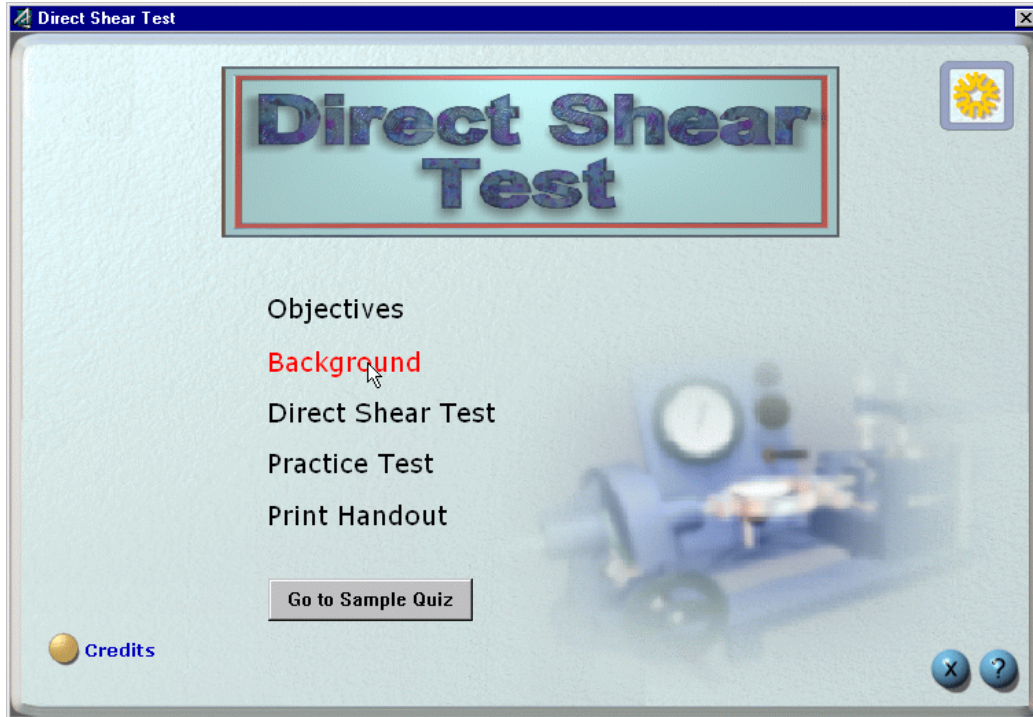 Direct Shear Test
Direct Shear
Test
Objectives
Background
Direct Shear Test
Practice Test
Print Handout
Go to Sample Quiz
Credits
X ?